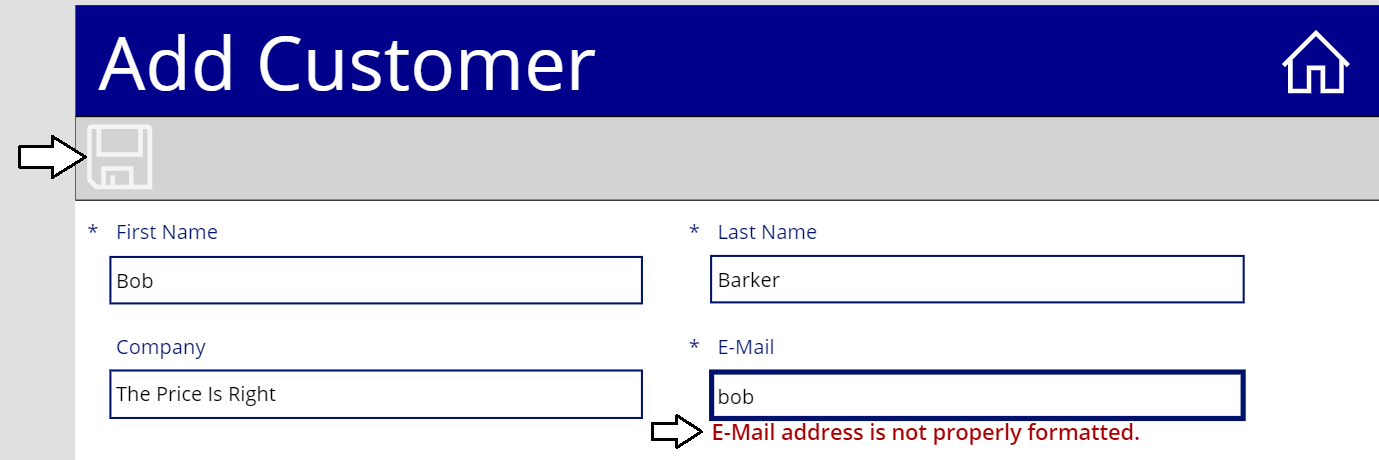 Add Customer
* First Name
* Last Name
Bob
Barker
Company
* E-Mail
The Price Is Right
bob
E-Mail address is not properly formatted.